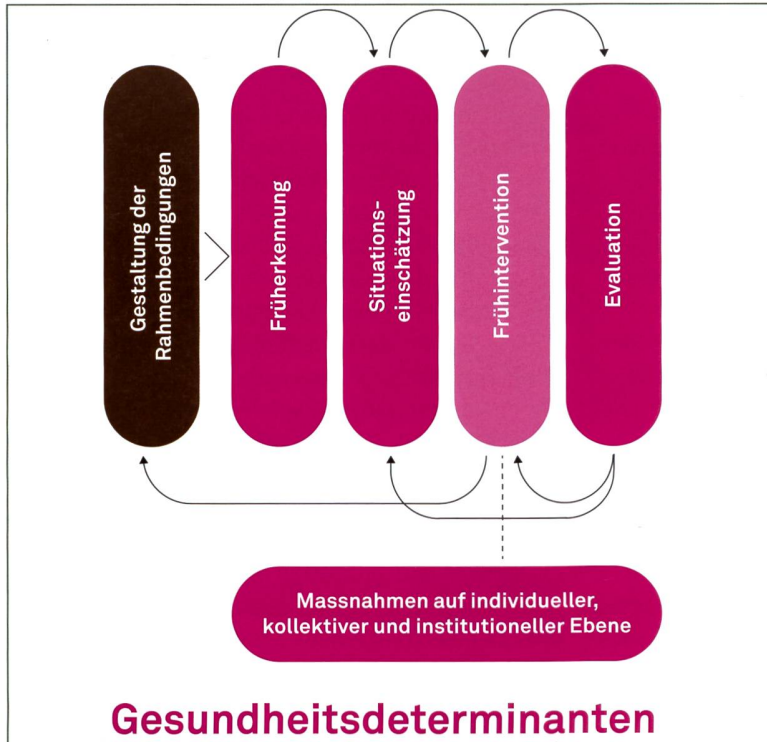 Gestaltung der
Rahmenbedingungen
Früherkennung
Situations-
einschätzung
Frühintervention
Evaluation
Massnahmen auf individueller,
kollektiver und institutioneller Ebene
Gesundheitsdeterminanten